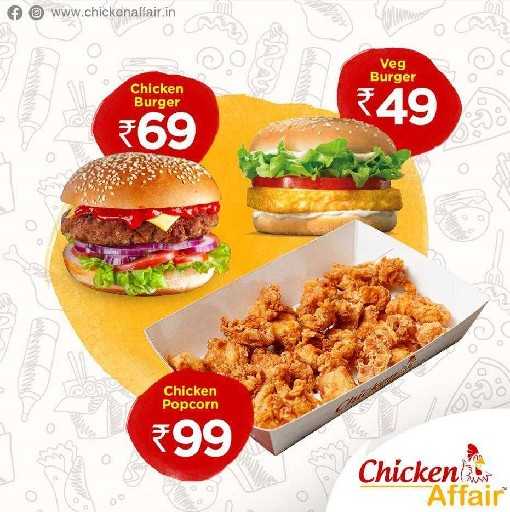 www.chickenaffair.in
Chicken
Burger
₹69
Veg
Burger
₹49
Chicken
Popcorn
₹99
Chicken
Affair